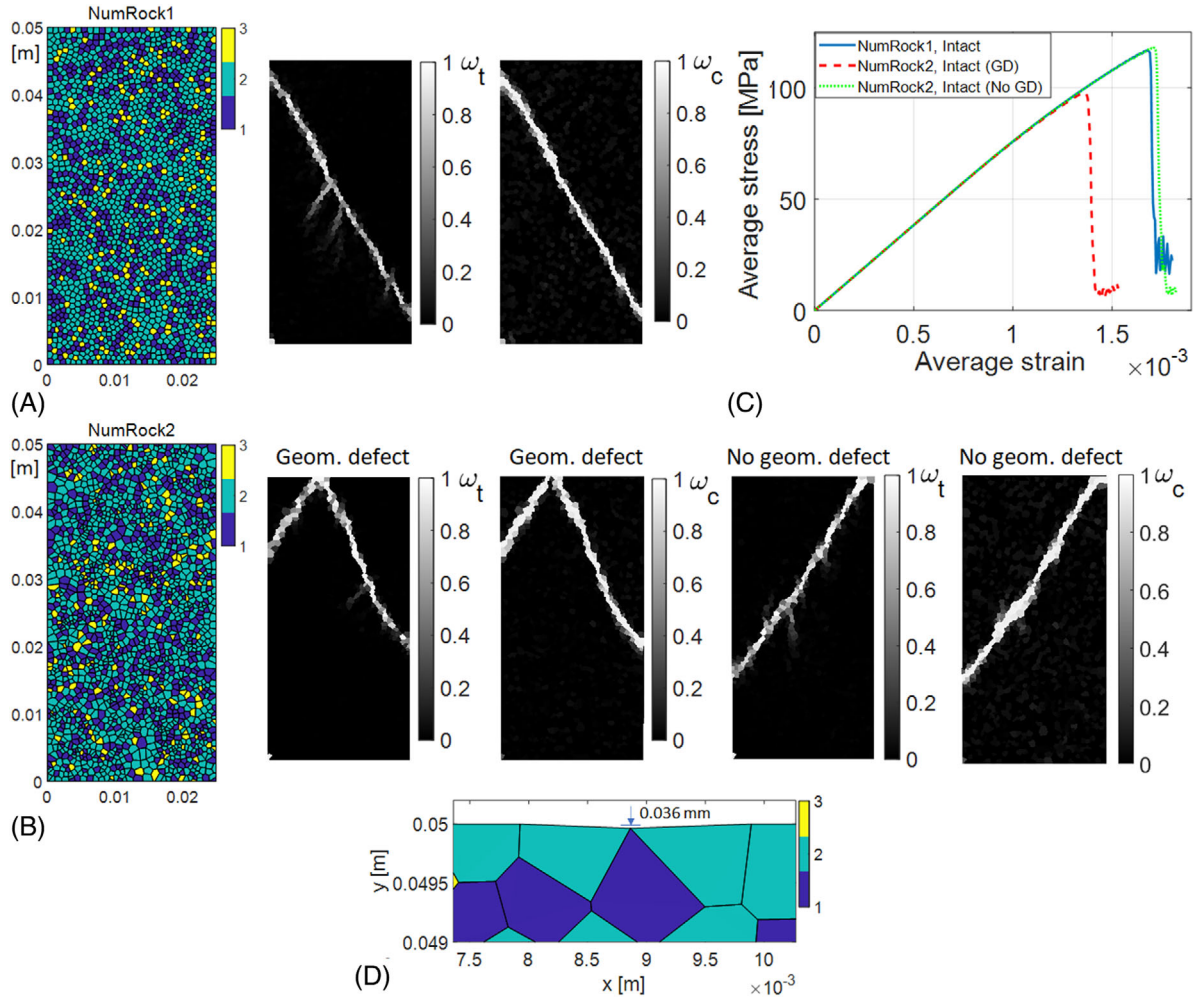 NumRock1
0.05
[m]
0.04
0.03
0.02
0.01
0
0 0.01 0.02
3
2
1
1 ωt
0.8
0.6
0.4
0.2
0
1 ωc
0.8
0.6
0.4
0.2
0
(A)
NumRock1, Intact
NumRock2, Intact (GD)
NumRock2, Intact (No GD)
Average stress [MPa]
100
50
0
0 0.5 1 1.5
Average strain ×10⁻³
(C)
NumRock2
0.05
[m]
0.04
0.03
0.02
0.01
0
0 0.01 0.02
3
2
1
Geom. defect
1 ωt
0.8
0.6
0.4
0.2
0
Geom. defect
1 ωc
0.8
0.6
0.4
0.2
0
No geom. defect
1 ωt
0.8
0.6
0.4
0.2
0
No geom. defect
1 ωc
0.8
0.6
0.4
0.2
0
(B)
0.036 mm
y [m]
0.05
0.0495
0.049
7.5 8 8.5 9 9.5 10
x [m] ×10⁻³
3
2
1
(D)